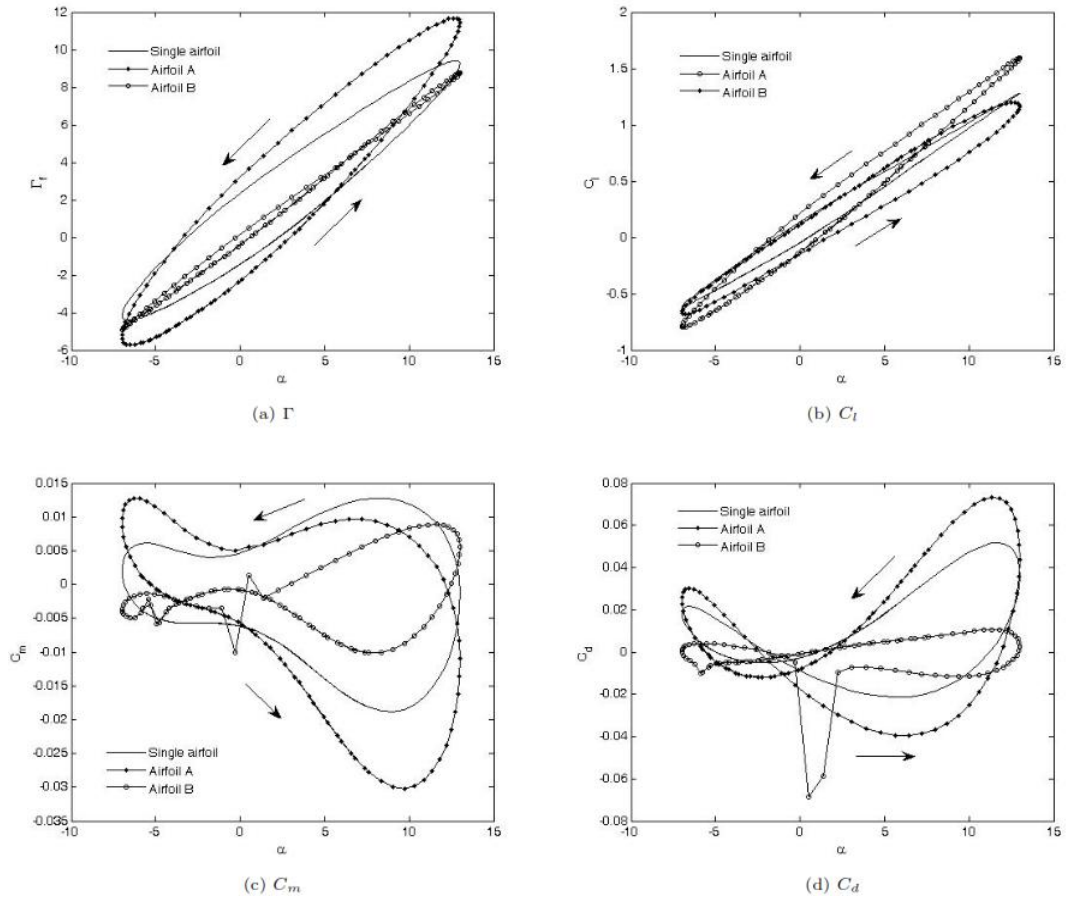 12
10
8
6
4
2
0
-2
-4
-6
Γf
Single airfoil
Airfoil A
Airfoil B
-10 -5 0 5 10 15
α
(a) Γ
2
1.5
1
0.5
0
-0.5
-1
Cl
Single airfoil
Airfoil A
Airfoil B
-10 -5 0 5 10 15
α
(b) Cl
0.015
0.01
0.005
0
-0.005
-0.01
-0.015
-0.02
-0.025
-0.03
-0.035
Cm
Single airfoil
Airfoil A
Airfoil B
-10 -5 0 5 10 15
α
(c) Cm
0.08
0.06
0.04
0.02
0
-0.02
-0.04
-0.06
-0.08
Cd
Single airfoil
Airfoil A
Airfoil B
-10 -5 0 5 10 15
α
(d) Cd